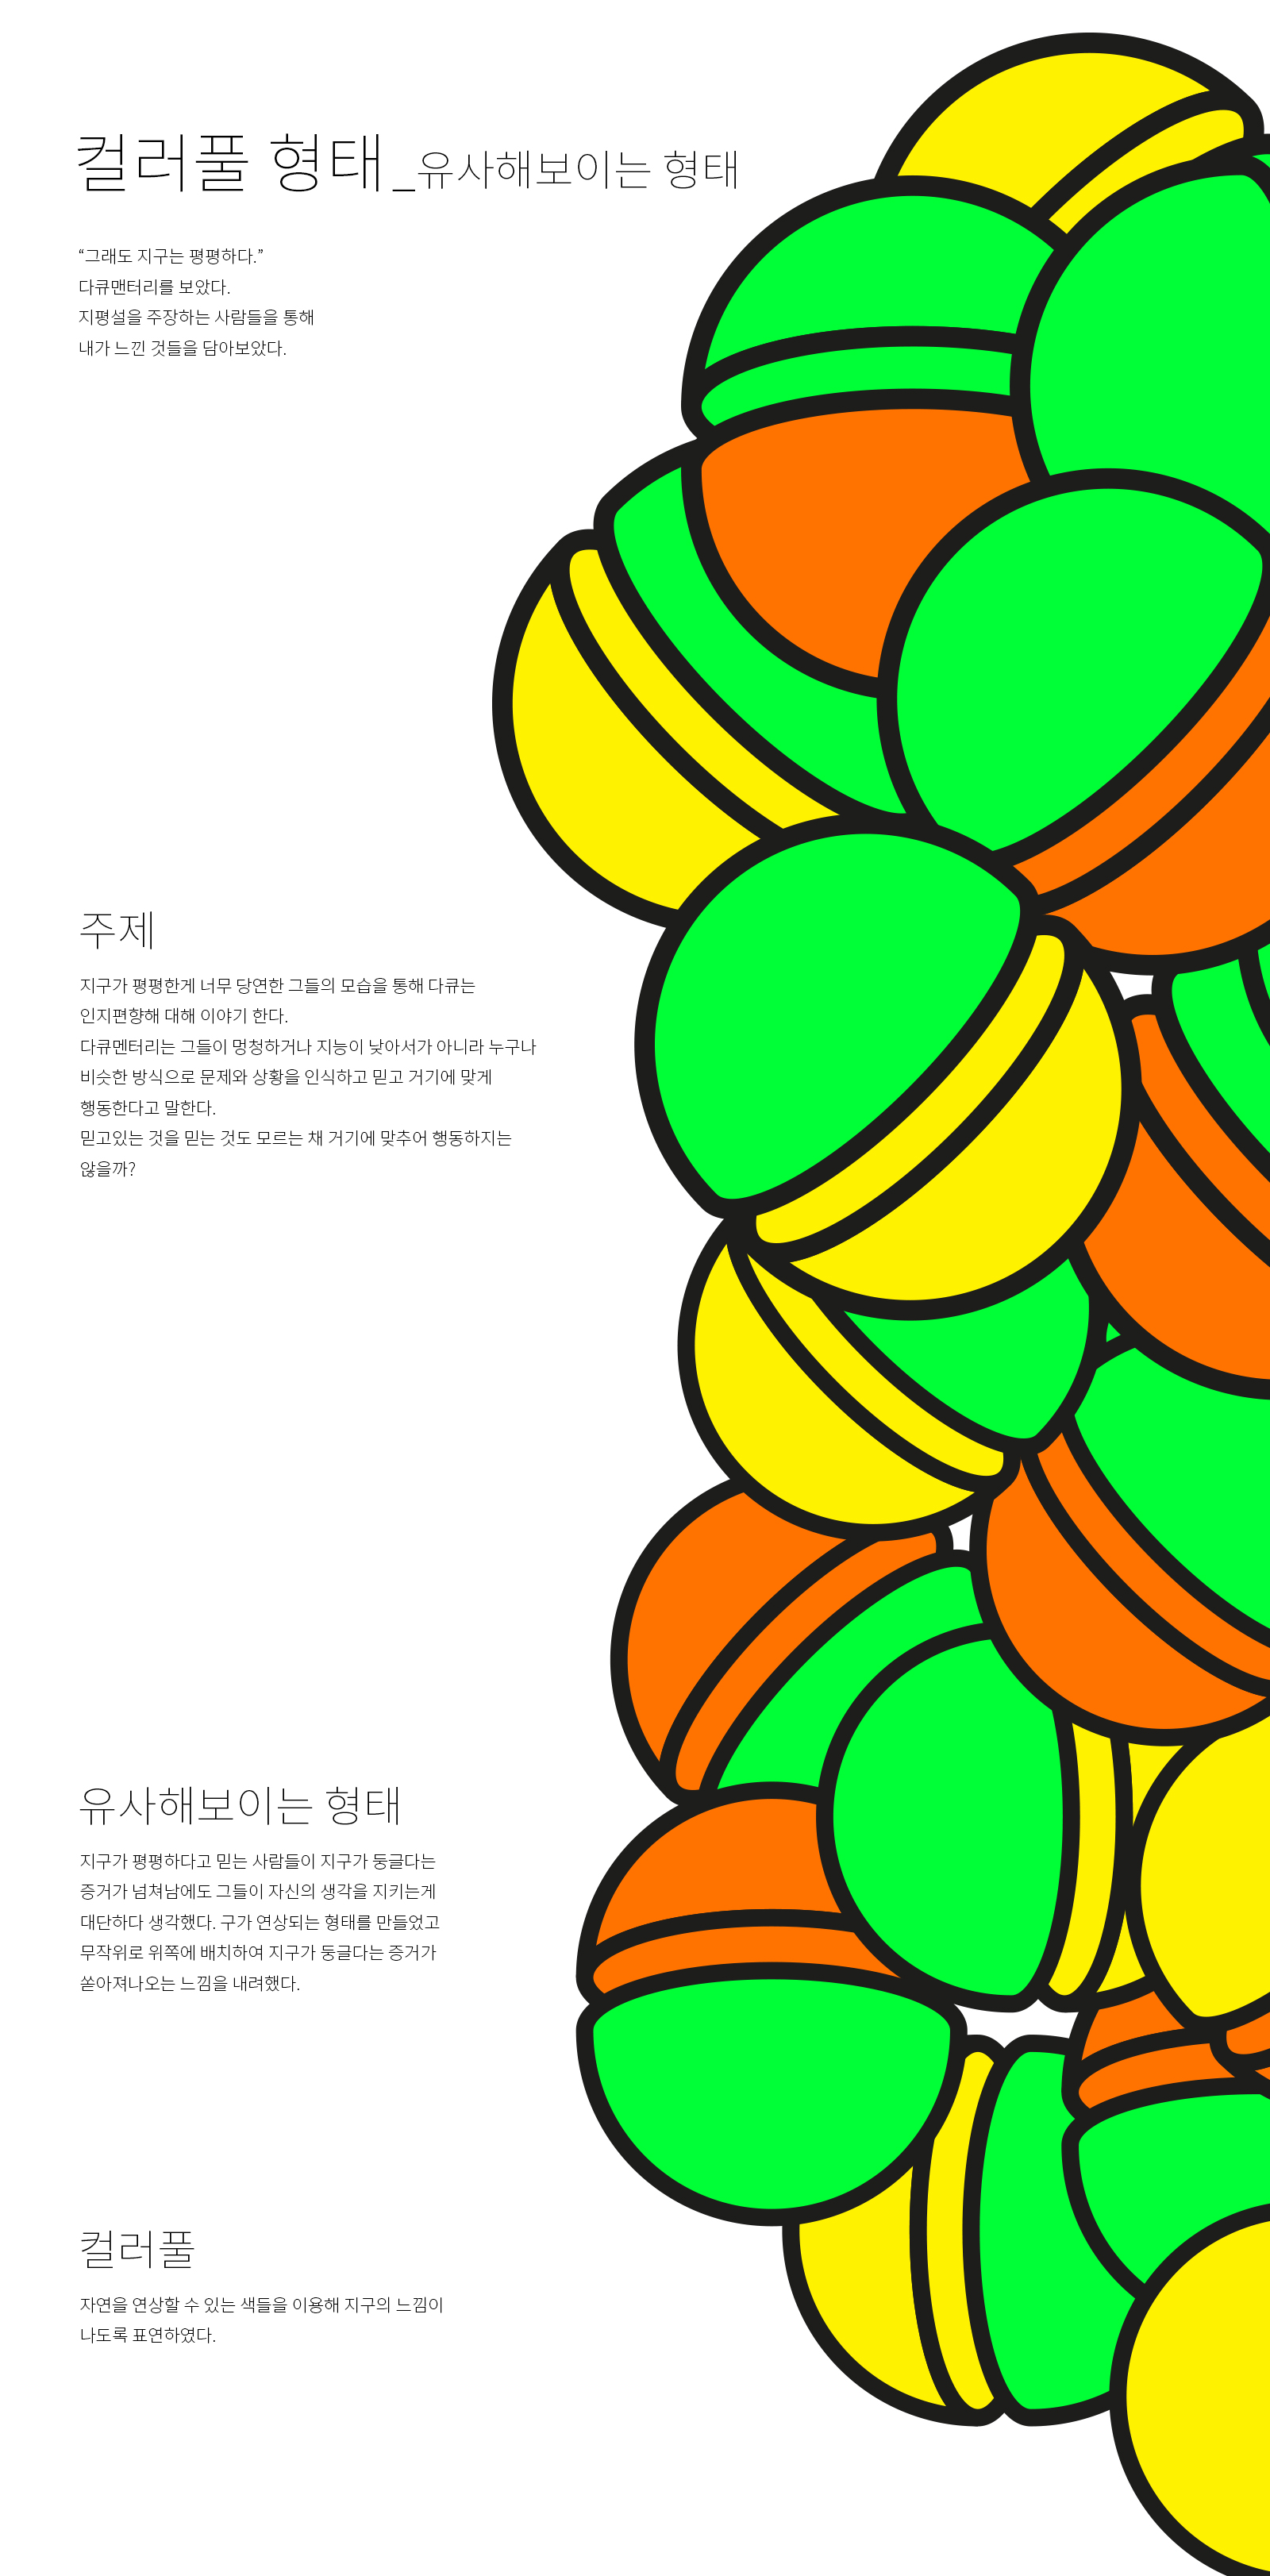 컬러풀 형태_유사해보이는 형태
“그래도 지구는 평평하다.”
다큐맨터리를 보았다.
지평설을 주장하는 사람들을 통해
내가 느낀 것들을 담아보았다.
주제
지구가 평평한게 너무 당연한 그들의 모습을 통해 다큐는
인지편향해 대해 이야기 한다.
다큐멘터리는 그들이 멍청하거나 지능이 낮아서가 아니라 누구나
비슷한 방식으로 문제와 상황을 인식하고 믿고 거기에 맞게
행동한다고 말한다.
믿고있는 것을 믿는 것도 모르는 채 거기에 맞추어 행동하지는
않을까?
유사해보이는 형태
지구가 평평하다고 믿는 사람들이 지구가 둥글다는
증거가 넘쳐남에도 그들이 자신의 생각을 지키는게
대단하다 생각했다. 구가 연상되는 형태를 만들었고
무작위로 위쪽에 배치하여 지구가 둥글다는 증거가
쏟아져나오는 느낌을 내려했다.
컬러풀
자연을 연상할 수 있는 색들을 이용해 지구의 느낌이
나도록 표연하였다.